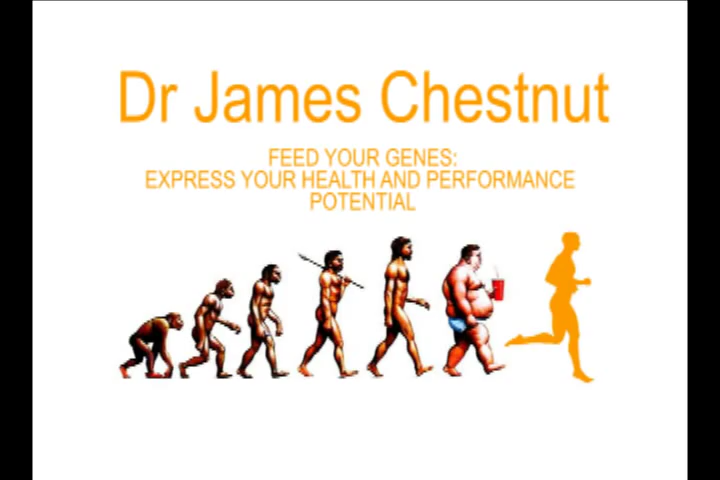 Dr James Chestnut
FEED YOUR GENES:
EXPRESS YOUR HEALTH AND PERFORMANCE
POTENTIAL